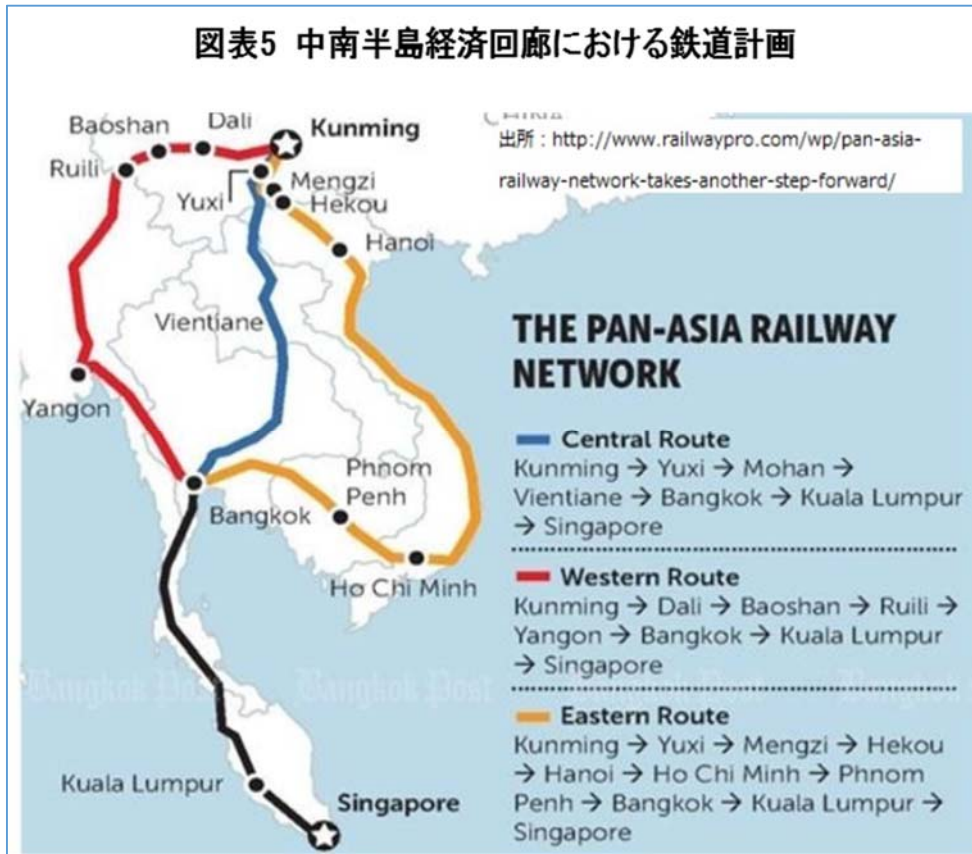 図表5 中南半島経済回廊における鉄道計画
出所：http://www.railwaypro.com/wp/pan-asia-
railway-network-takes-another-step-forward/
Dali
Baoshan
Kunming
Ruili
Yuxi
Mengzi
Hekou
Hanoi
Vientiane
Yangon
Phnom
Penh
Bangkok
Ho Chi Minh
Kuala Lumpur
Singapore
THE PAN-ASIA RAILWAY
NETWORK
Central Route
Kunming → Yuxi → Mohan →
Vientiane → Bangkok → Kuala Lumpur
→ Singapore
Western Route
Kunming → Dali → Baoshan → Ruili →
Yangon → Bangkok → Kuala Lumpur
→ Singapore
Eastern Route
Kunming → Yuxi → Mengzi → Hekou
→ Hanoi → Ho Chi Minh → Phnom
Penh → Bangkok → Kuala Lumpur →
Singapore
Bangkok Post
Bangkok Post